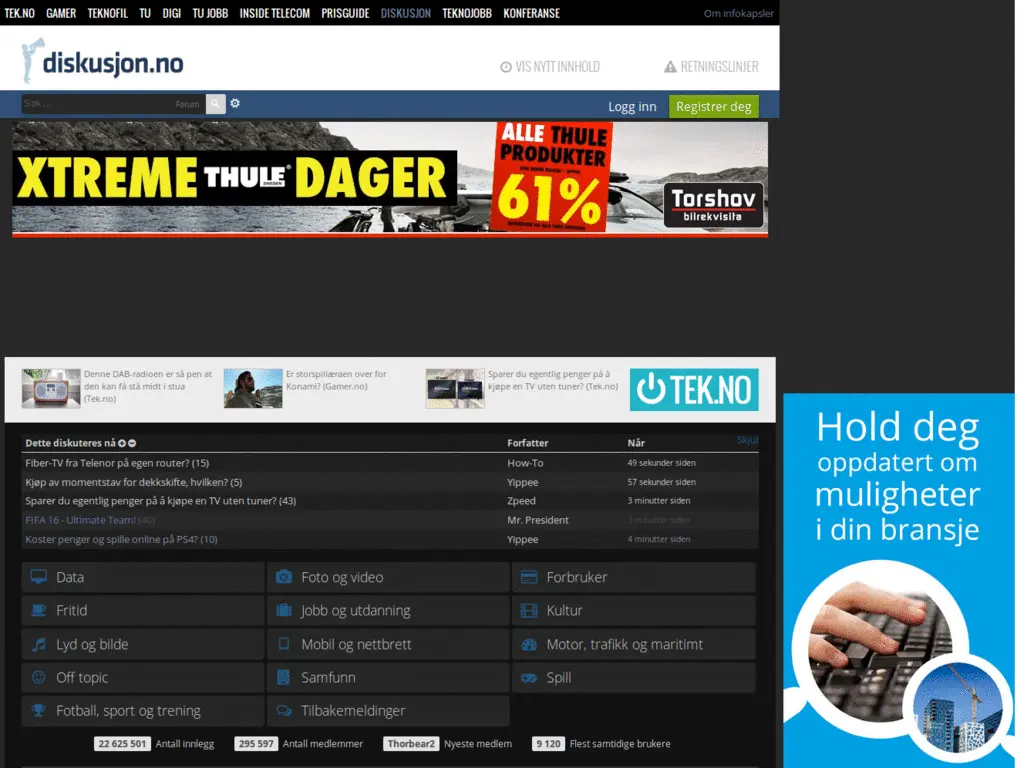 TEK.NO GAMER TEKNOFIL TU DIGI TU JOBB INSIDE TELECOM PRISGUIDE DISKUSJON TEKNOJOBB KONFERANSE Om infokapsler
diskusjon.no
VIS NYTT INNHOLD RETNINGSLINJER
Søk ... Forum
Logg inn Registrer deg
XTREME THULE SWEDEN DAGER
ALLE THULE
PRODUKTER
61%
Torshov
bilrekvisita
Denne DAB-radioen er så pen at
den kan få stå midt i stua
(Tek.no)
Er storspillæraen over for
Konami? (Gamer.no)
Sparer du egentlig penger på å
kjøpe en TV uten tuner? (Tek.no)
TEK.NO
Dette diskuteres nå Forfatter Når Skjul
Fiber-TV fra Telenor på egen router? (15) How-To 49 sekunder siden
Kjøp av momentstav for dekkskifte, hvilken? (5) Yippee 57 sekunder siden
Sparer du egentlig penger på å kjøpe en TV uten tuner? (43) Zpeed 3 minutter siden
FIFA 16 - Ultimate Team! (40) Mr. President 3 minutter siden
Koster penger og spille online på PS4? (10) Yippee 4 minutter siden
Data Foto og video Forbruker
Fritid Jobb og utdanning Kultur
Lyd og bilde Mobil og nettbrett Motor, trafikk og maritimt
Off topic Samfunn Spill
Fotball, sport og trening Tilbakemeldinger
22 625 501 Antall innlegg 295 597 Antall medlemmer Thorbear2 Nyeste medlem 9 120 Flest samtidige brukere
Hold deg
oppdatert om
muligheter
i din bransje